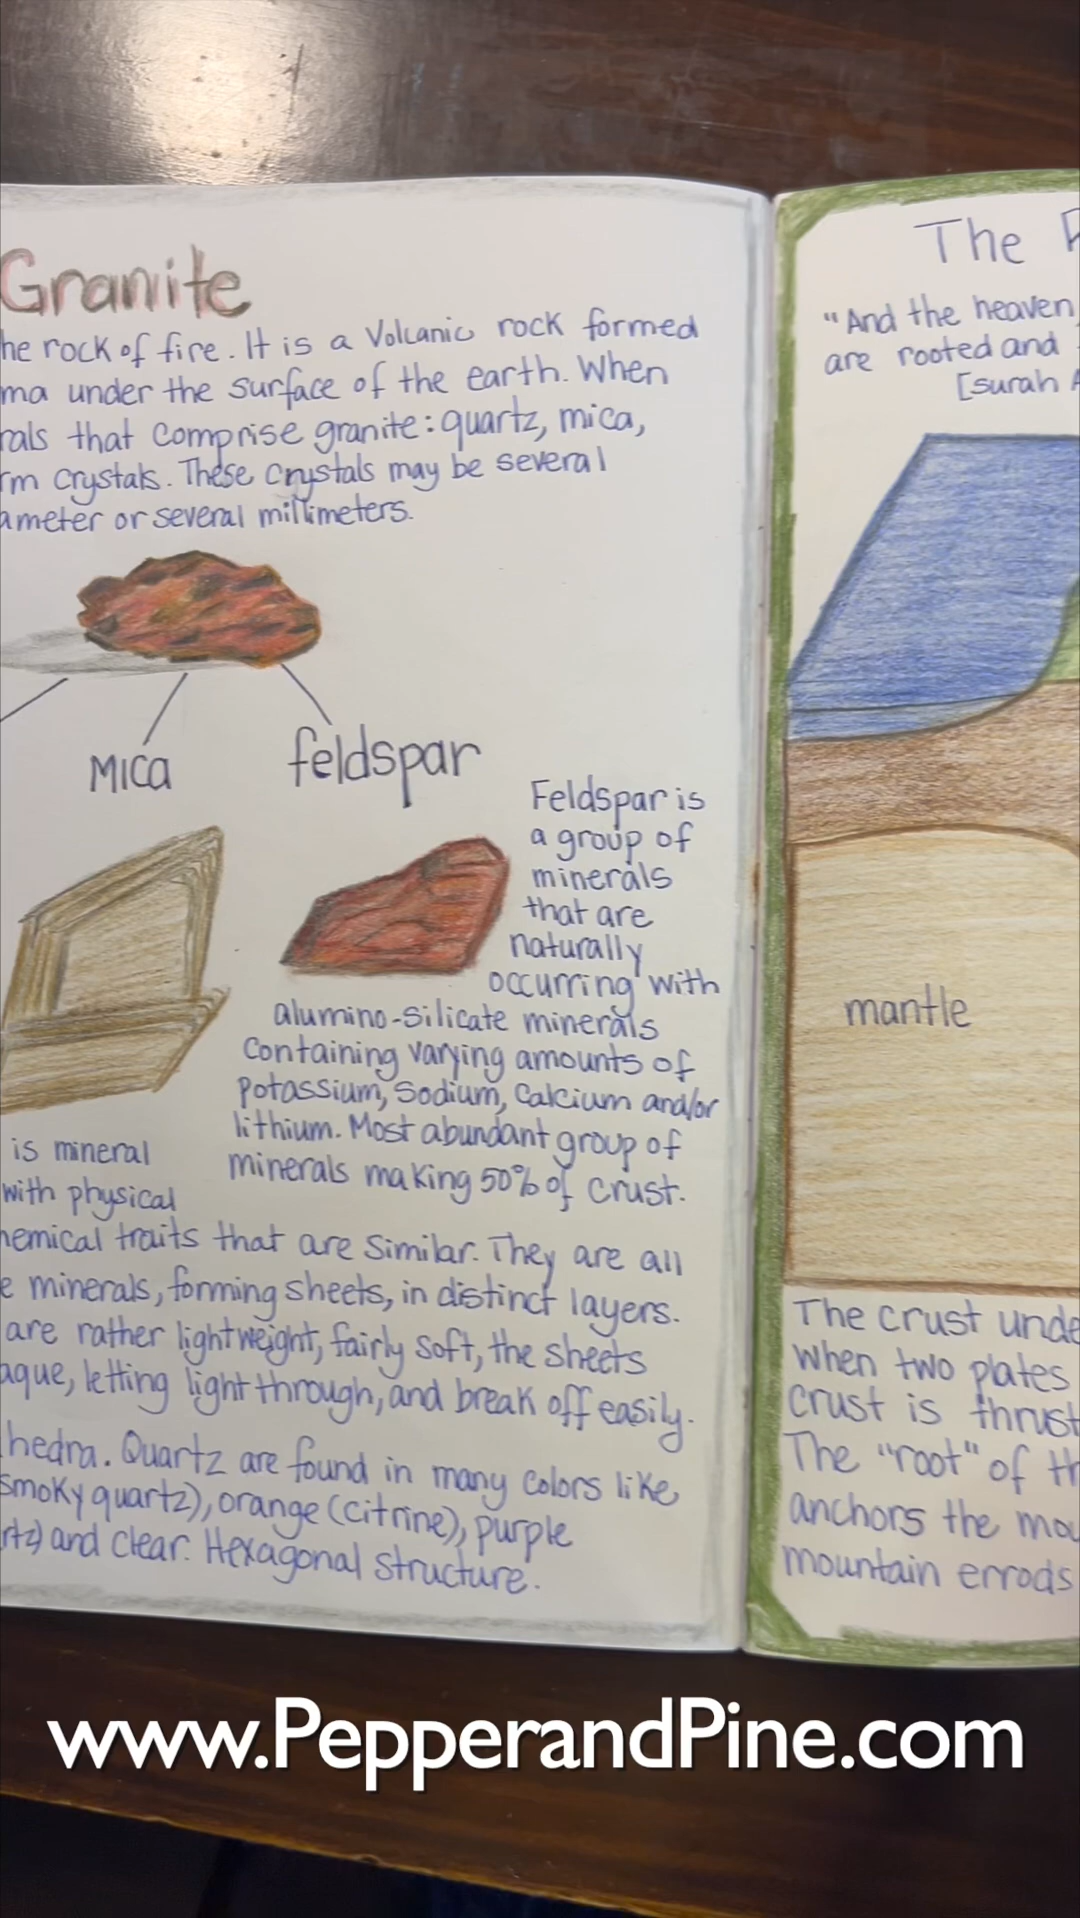 Granite
he rock of fire. It is a Volcanic rock formed
ma under the surface of the earth. When
rals that comprise granite: quartz, mica,
rm crystals. These crystals may be several
ameter or several millimeters.
Mica
feldspar
Feldspar is
a group of
minerals
that are
naturally
occurring with
alumino-silicate minerals
containing varying amounts of
Potassium, Sodium, Calcium and/or
lithium. Most abundant group of
minerals making 50% of crust.
is mineral
with physical
hemical traits that are similar. They are all
e minerals, forming sheets, in distinct layers.
are rather lightweight, fairly soft, the sheets
aque, letting light through, and break off easily.
hedra. Quartz are found in many colors like
smoky quartz), orange (citrine), purple
rtz) and clear. Hexagonal structure.
The
"And the heaven,
are rooted and
[surah A
mantle
The crust unde
when two plates
crust is thrust
The "root" of th
anchors the mou
mountain errods
www.PepperandPine.com